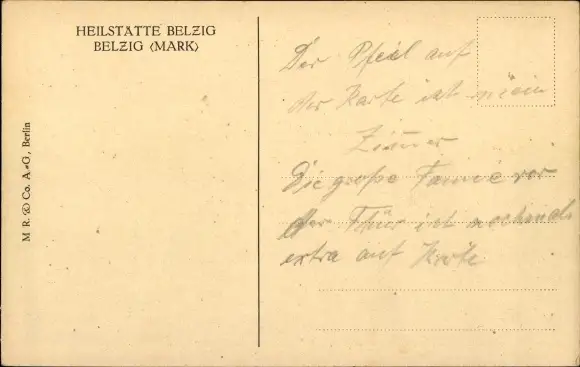 HEILSTÄTTE BELZIG
BELZIG (MARK)
M R. & Co. A.=G., Berlin
Der Pfeil auf
der Karte ist mein
Zimmer
Die große Tanne vor
der Thür ist nochmals
extra auf Karte